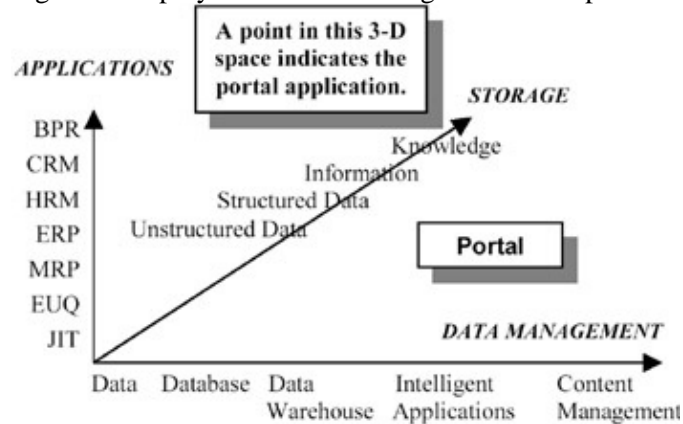 A point in this 3-D
space indicates the
portal application.
APPLICATIONS
STORAGE
BPR
Knowledge
CRM
Information
HRM
Structured Data
ERP
Unstructured Data
Portal
MRP
EUQ
JIT
DATA MANAGEMENT
Data
Database
Data
Warehouse
Intelligent
Applications
Content
Management